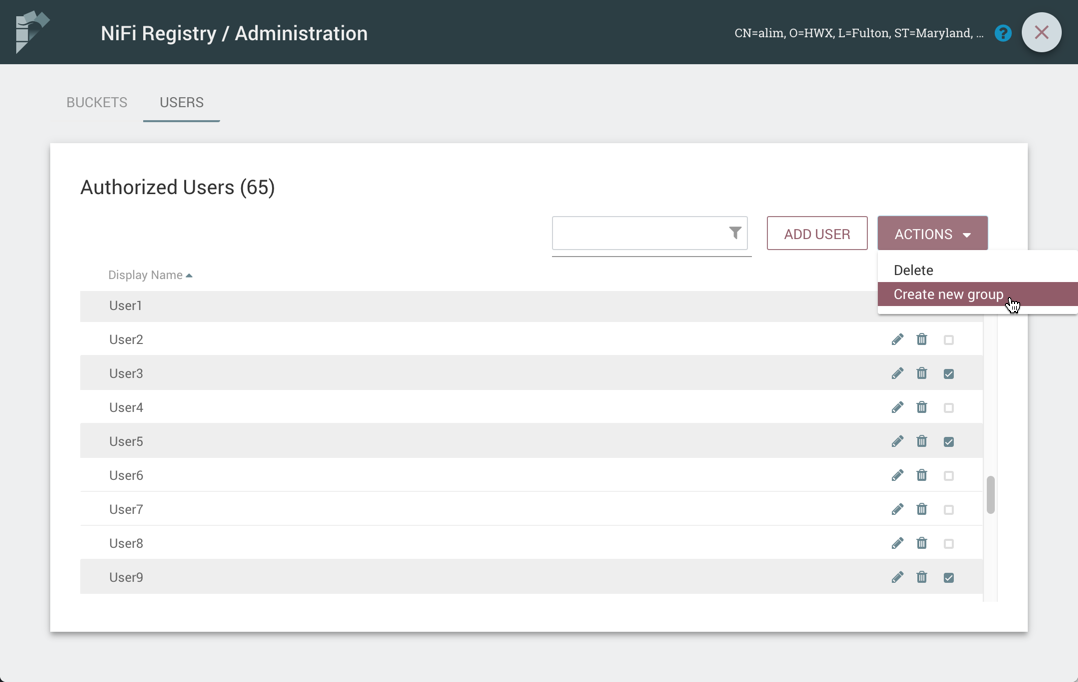 NiFi Registry / Administration
CN=alim, O=HWX, L=Fulton, ST=Maryland, ...
?
BUCKETS
USERS
Authorized Users (65)
ADD USER
ACTIONS
Delete
Create new group
Display Name
User1
User2
User3
User4
User5
User6
User7
User8
User9